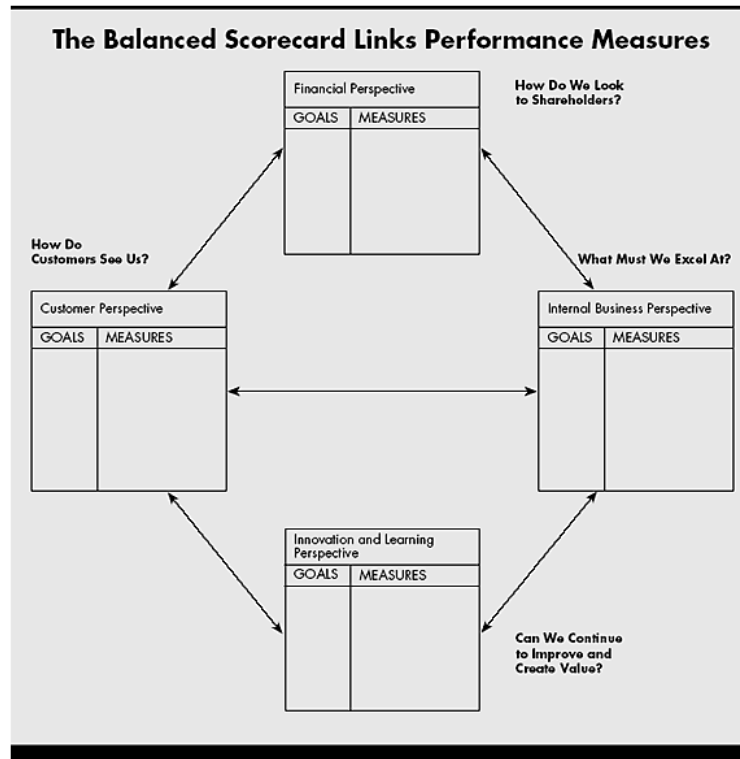 The Balanced Scorecard Links Performance Measures
Financial Perspective
GOALS MEASURES
How Do We Look
to Shareholders?
How Do
Customers See Us?
What Must We Excel At?
Customer Perspective
GOALS MEASURES
Internal Business Perspective
GOALS MEASURES
Innovation and Learning
Perspective
GOALS MEASURES
Can We Continue
to Improve and
Create Value?